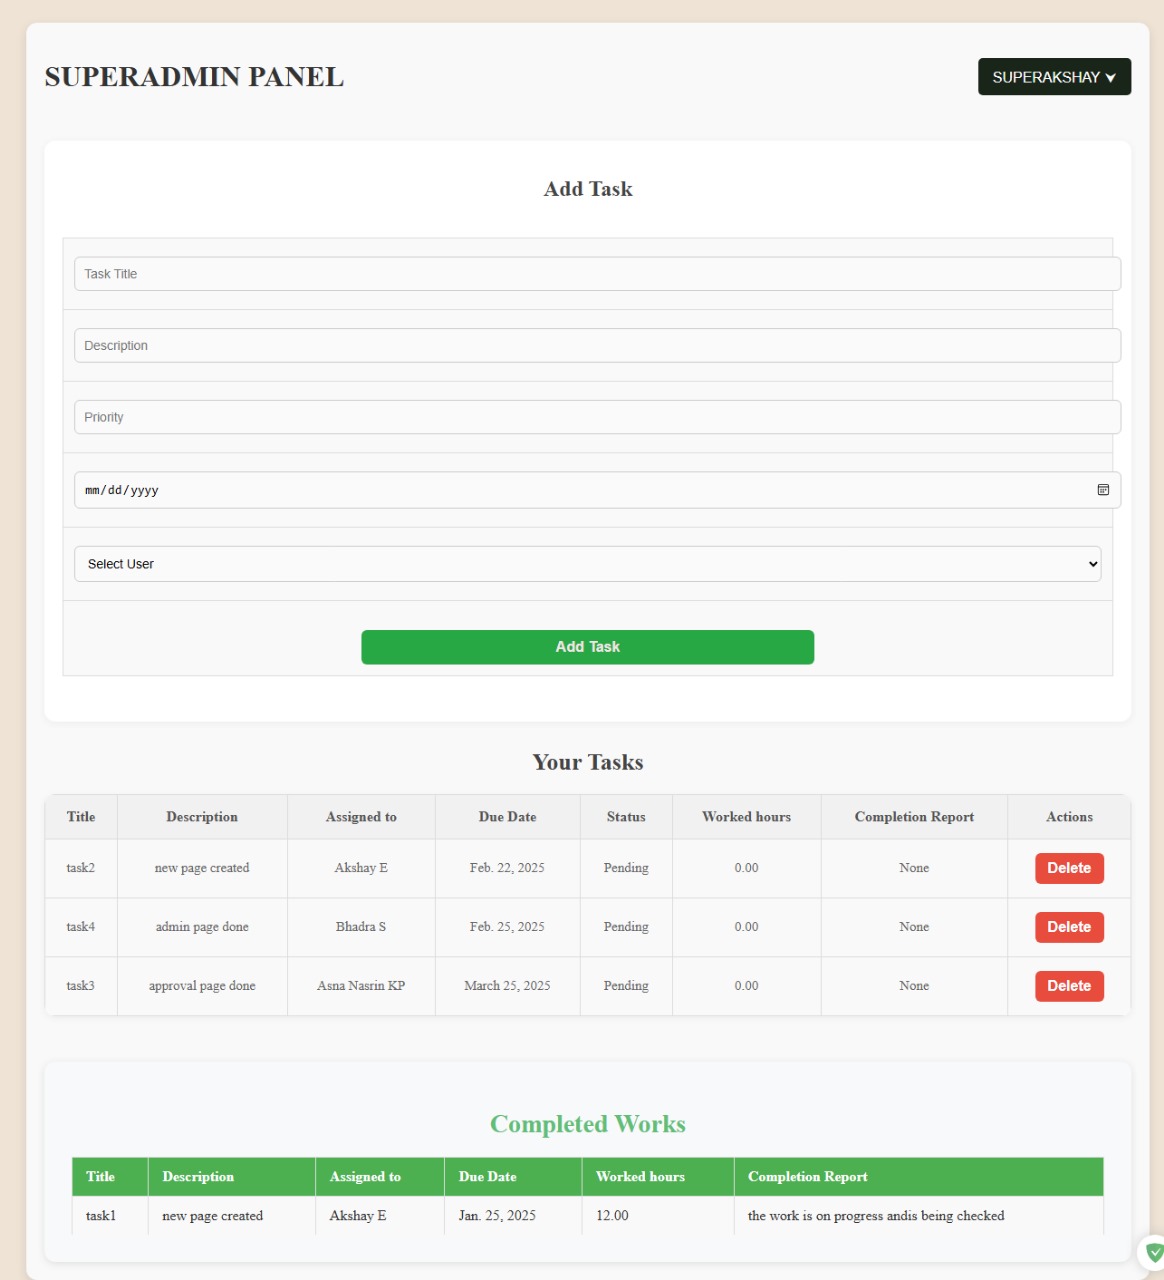 SUPERADMIN PANEL
SUPERAKSHAY
Add Task
Task Title
Description
Priority
mm/dd/yyyy
Select User
Add Task
Your Tasks
Title Description Assigned to Due Date Status Worked hours Completion Report Actions
task2 new page created Akshay E Feb. 22, 2025 Pending 0.00 None Delete
task4 admin page done Bhadra S Feb. 25, 2025 Pending 0.00 None Delete
task3 approval page done Asna Nasrin KP March 25, 2025 Pending 0.00 None Delete
Completed Works
Title Description Assigned to Due Date Worked hours Completion Report
task1 new page created Akshay E Jan. 25, 2025 12.00 the work is on progress andis being checked